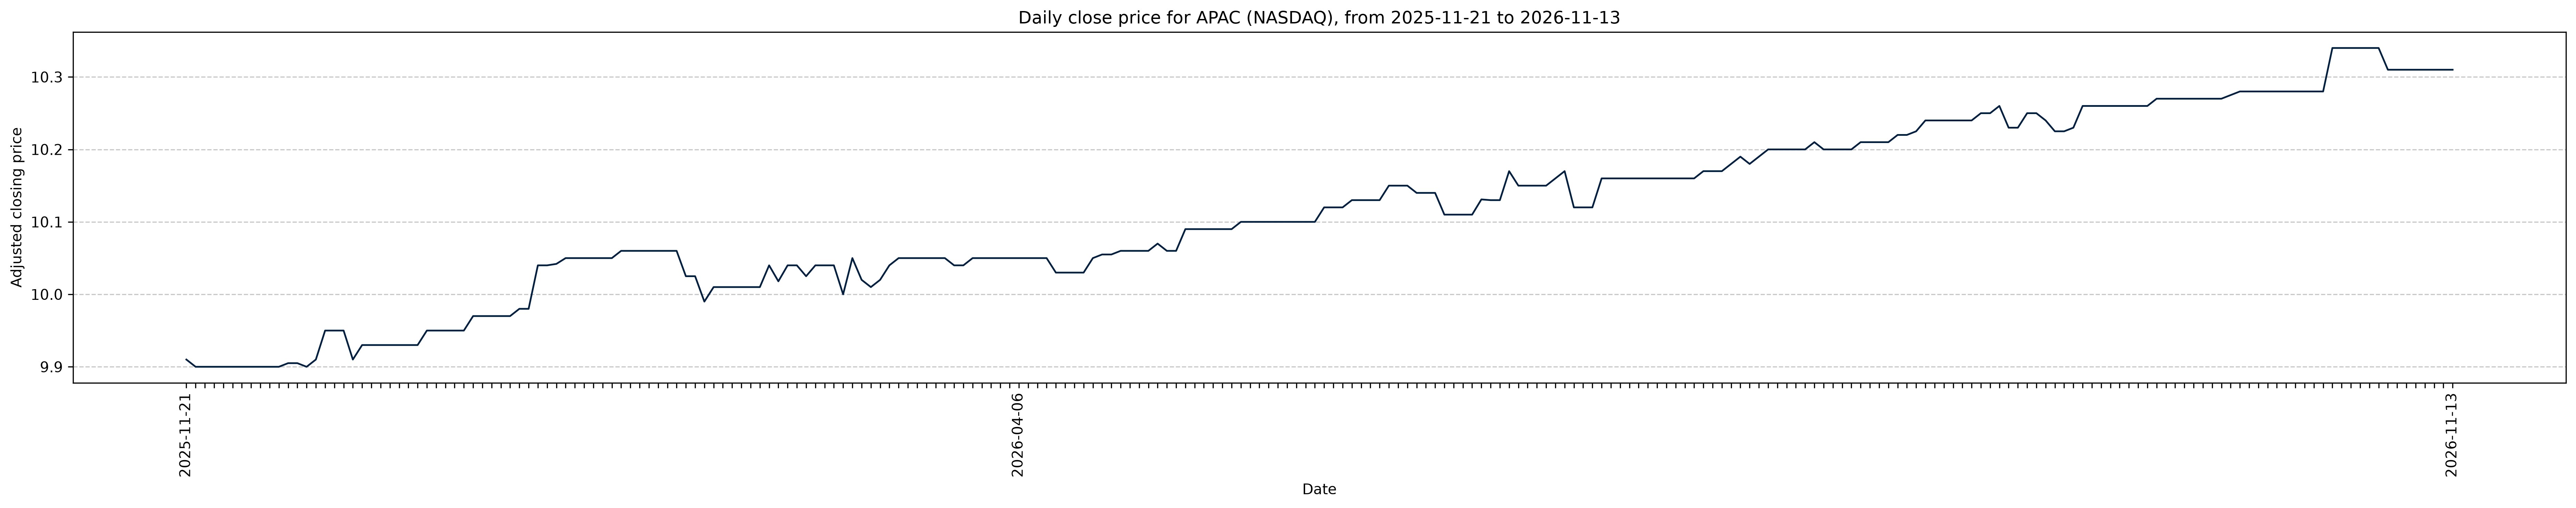 Daily close price for APAC (NASDAQ), from 2025-11-21 to 2026-11-13
Adjusted closing price
10.3
10.2
10.1
10.0
9.9
2025-11-21
2026-04-06
2026-11-13
Date